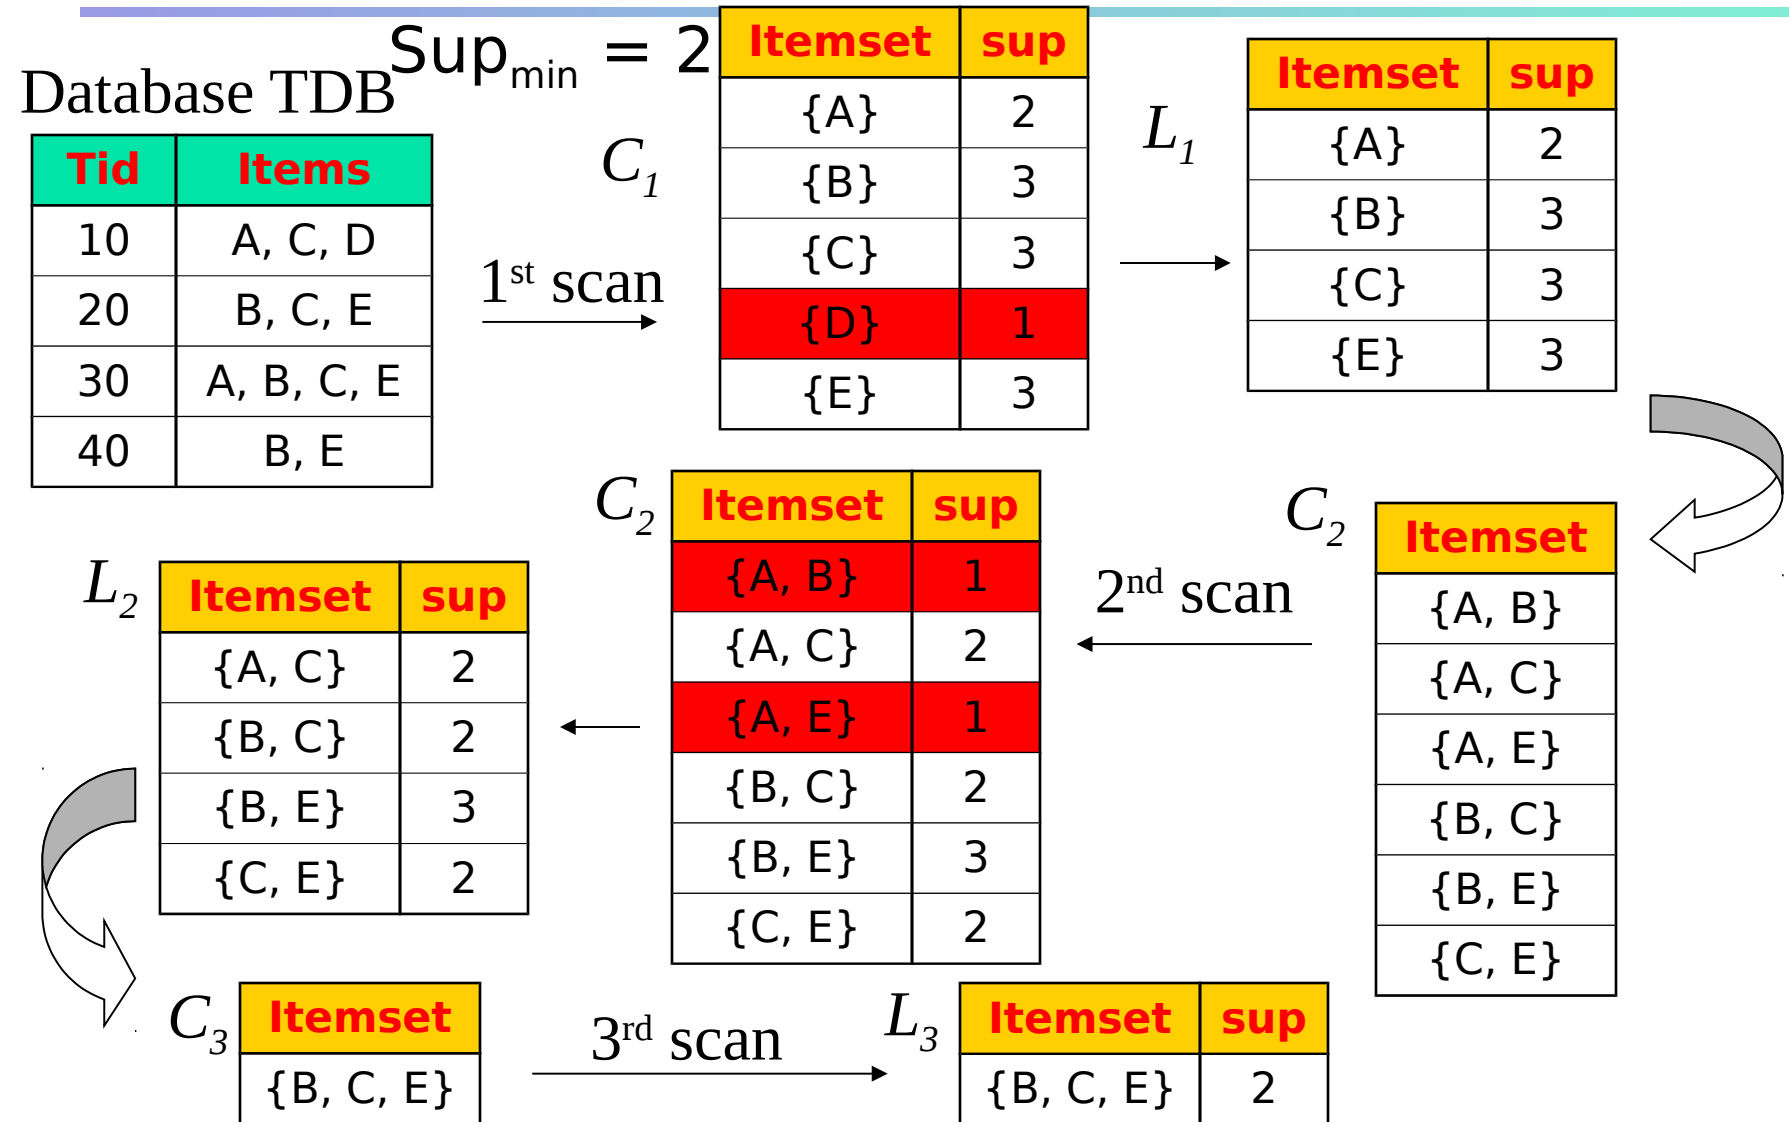 Sup_min = 2
Database TDB
Tid Items
10 A, C, D
20 B, C, E
30 A, B, C, E
40 B, E
1st scan
C1
Itemset sup
{A} 2
{B} 3
{C} 3
{D} 1
{E} 3
L1
Itemset sup
{A} 2
{B} 3
{C} 3
{E} 3
C2
Itemset
{A, B}
{A, C}
{A, E}
{B, C}
{B, E}
{C, E}
2nd scan
C2
Itemset sup
{A, B} 1
{A, C} 2
{A, E} 1
{B, C} 2
{B, E} 3
{C, E} 2
L2
Itemset sup
{A, C} 2
{B, C} 2
{B, E} 3
{C, E} 2
C3
Itemset
{B, C, E}
3rd scan
L3
Itemset sup
{B, C, E} 2